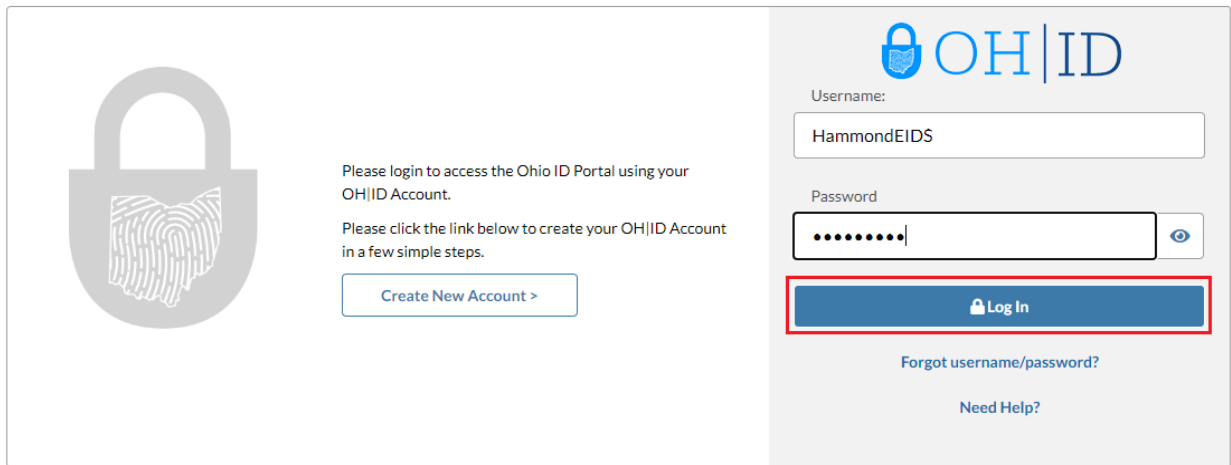 OH|ID
Username:
HammondEID$
Please login to access the Ohio ID Portal using your
OH|ID Account.
Please click the link below to create your OH|ID Account
in a few simple steps.
Create New Account >
Password
•••••••••
Log In
Forgot username/password?
Need Help?